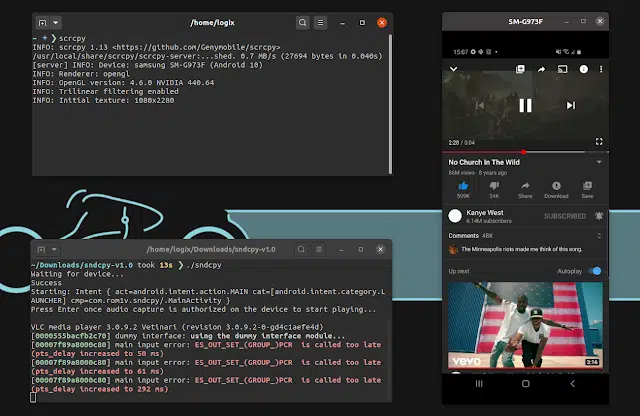 /home/logix
~ ❯ scrcpy
INFO: scrcpy 1.13 <https://github.com/Genymobile/scrcpy>
/usr/local/share/scrcpy/scrcpy-server:...shed. 0.7 MB/s (27694 bytes in 0.040s)
[server] INFO: Device: samsung SM-G973F (Android 10)
INFO: Renderer: opengl
INFO: OpenGL version: 4.6.0 NVIDIA 440.64
INFO: Trilinear filtering enabled
INFO: Initial texture: 1080x2280
/home/logix/Downloads/sndcpy-v1.0
~/Downloads/sndcpy-v1.0 took 13s ❯ ./sndcpy
Waiting for device...
Success
Starting: Intent { act=android.intent.action.MAIN cat=[android.intent.category.L
AUNCHER] cmp=com.rom1v.sndcpy/.MainActivity }
Press Enter once audio capture is authorized on the device to start playing...
VLC media player 3.0.9.2 Vetinari (revision 3.0.9.2-0-gd4c1aefe4d)
[0000555bacfb2c70] dummy interface: using the dummy interface module...
[00007f89a8000c80] main input error: ES_OUT_SET_(GROUP_)PCR is called too late
(pts_delay increased to 50 ms)
[00007f89a8000c80] main input error: ES_OUT_SET_(GROUP_)PCR is called too late
(pts_delay increased to 61 ms)
[00007f89a8000c80] main input error: ES_OUT_SET_(GROUP_)PCR is called too late
(pts_delay increased to 292 ms)
SM-G973F
15:07
2:28 / 5:04
No Church In The Wild
86M views · 8 years ago
599K
24K
Share
Download
Save
Kanye West
6.14M subscribers
SUBSCRIBED
Comments 48K
The Minneapolis riots made me think of this song.
Up next
Autoplay
vevo
3:14